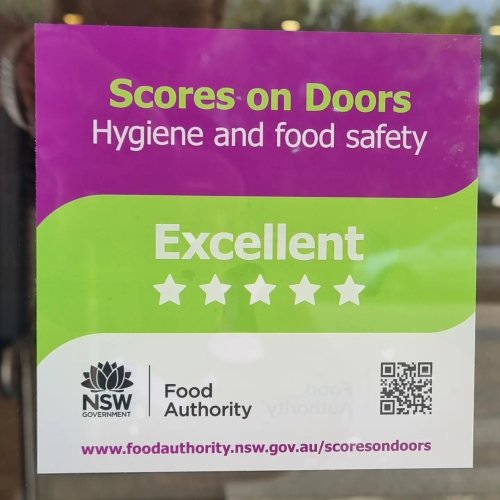 Scores on Doors
Hygiene and food safety
Excellent
NSW
GOVERNMENT
Food
Authority
www.foodauthority.nsw.gov.au/scoresondoors